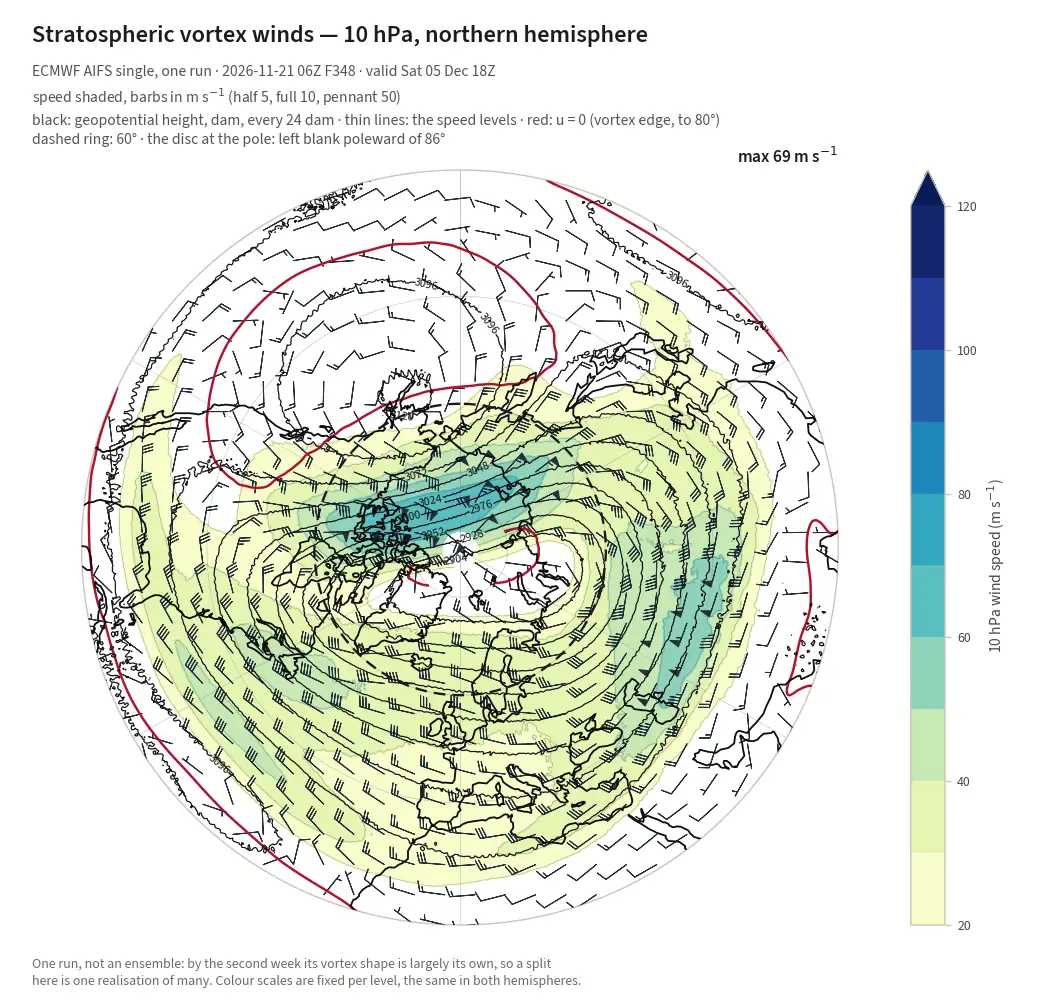 Stratospheric vortex winds — 10 hPa, northern hemisphere
ECMWF AIFS single, one run · 2026-11-21 06Z F348 · valid Sat 05 Dec 18Z
speed shaded, barbs in m s⁻¹ (half 5, full 10, pennant 50)
black: geopotential height, dam, every 24 dam · thin lines: the speed levels · red: u = 0 (vortex edge, to 80°)
dashed ring: 60° · the disc at the pole: left blank poleward of 86°
max 69 m s⁻¹
3096
3096
3096
3048
3024
2976
2952
2928
3096
120
100
80
60
40
20
10 hPa wind speed (m s⁻¹)
One run, not an ensemble: by the second week its vortex shape is largely its own, so a split
here is one realisation of many. Colour scales are fixed per level, the same in both hemispheres.